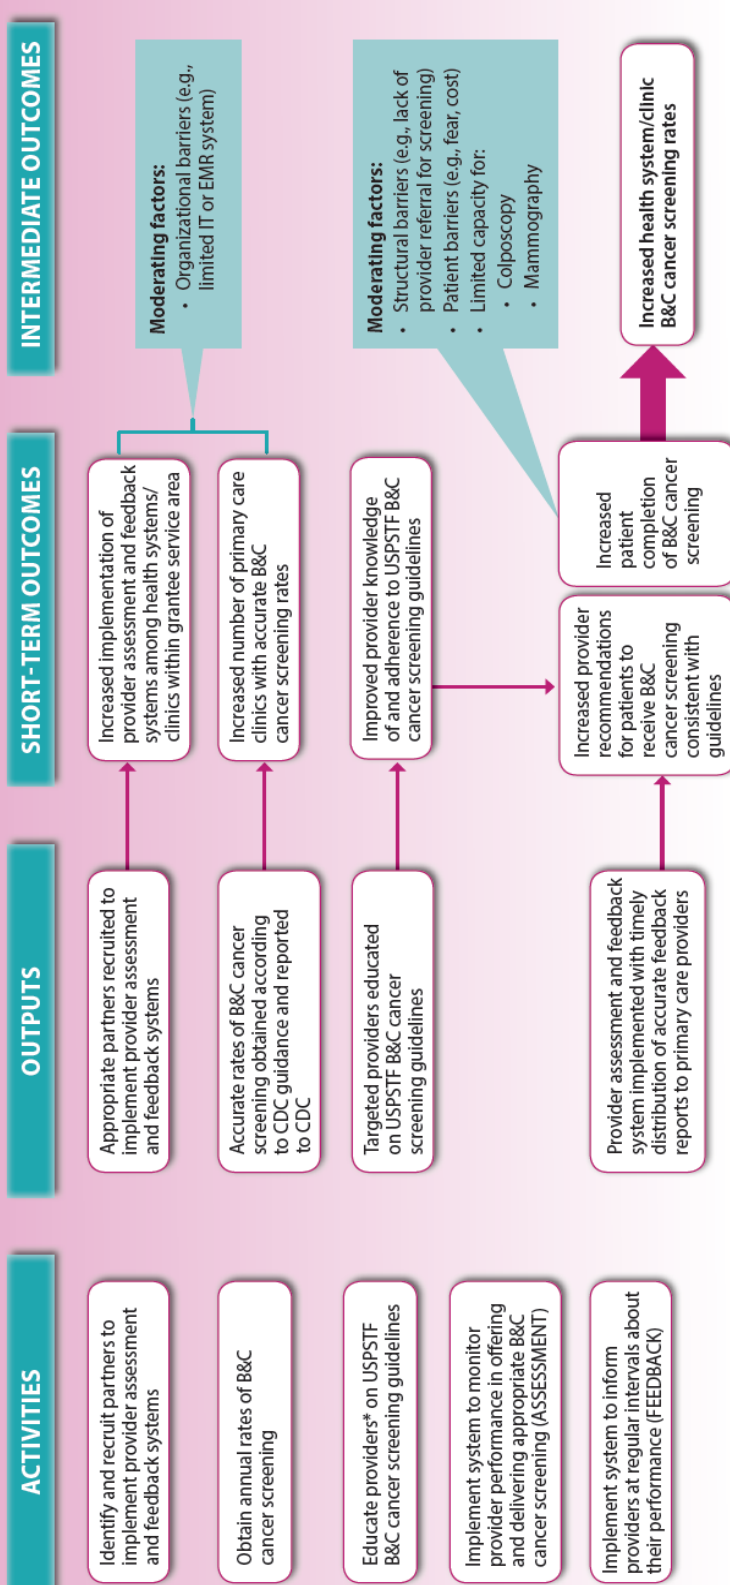 ACTIVITIES
Identify and recruit partners to
implement provider assessment
and feedback systems
Obtain annual rates of B&C
cancer screening
Educate providers* on USPSTF
B&C cancer screening guidelines
Implement system to monitor
provider performance in offering
and delivering appropriate B&C
cancer screening (ASSESSMENT)
Implement system to inform
providers at regular intervals about
their performance (FEEDBACK)
OUTPUTS
Appropriate partners recruited to
implement provider assessment
and feedback systems
Accurate rates of B&C cancer
screening obtained according
to CDC guidance and reported
to CDC
Targeted providers educated
on USPSTF B&C cancer
screening guidelines
Provider assessment and feedback
system implemented with timely
distribution of accurate feedback
reports to primary care providers
SHORT-TERM OUTCOMES
Increased implementation of
provider assessment and feedback
systems among health systems/
clinics within grantee service area
Increased number of primary care
clinics with accurate B&C
cancer screening rates
Improved provider knowledge
of and adherence to USPSTF B&C
cancer screening guidelines
Increased provider
recommendations
for patients to
receive B&C
cancer screening
consistent with
guidelines
Increased
patient
completion
of B&C cancer
screening
INTERMEDIATE OUTCOMES
Moderating factors:
• Organizational barriers (e.g.,
limited IT or EMR system)
Moderating factors:
• Structural barriers (e.g., lack of
provider referral for screening)
• Patient barriers (e.g., fear, cost)
• Limited capacity for:
• Colposcopy
• Mammography
Increased health system/clinic
B&C cancer screening rates